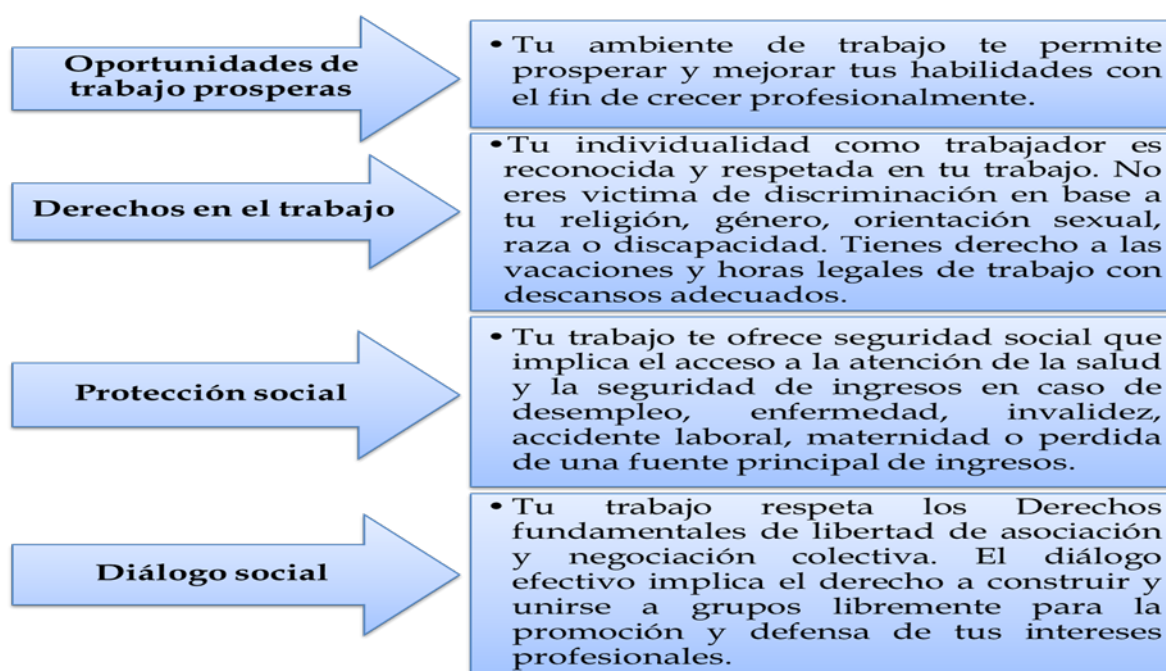 Oportunidades de
trabajo prosperas
• Tu ambiente de trabajo te permite
prosperar y mejorar tus habilidades con
el fin de crecer profesionalmente.
Derechos en el trabajo
• Tu individualidad como trabajador es
reconocida y respetada en tu trabajo. No
eres victima de discriminación en base a
tu religión, género, orientación sexual,
raza o discapacidad. Tienes derecho a las
vacaciones y horas legales de trabajo con
descansos adecuados.
Protección social
• Tu trabajo te ofrece seguridad social que
implica el acceso a la atención de la salud
y la seguridad de ingresos en caso de
desempleo, enfermedad, invalidez,
accidente laboral, maternidad o perdida
de una fuente principal de ingresos.
Diálogo social
• Tu trabajo respeta los Derechos
fundamentales de libertad de asociación
y negociación colectiva. El diálogo
efectivo implica el derecho a construir y
unirse a grupos libremente para la
promoción y defensa de tus intereses
profesionales.